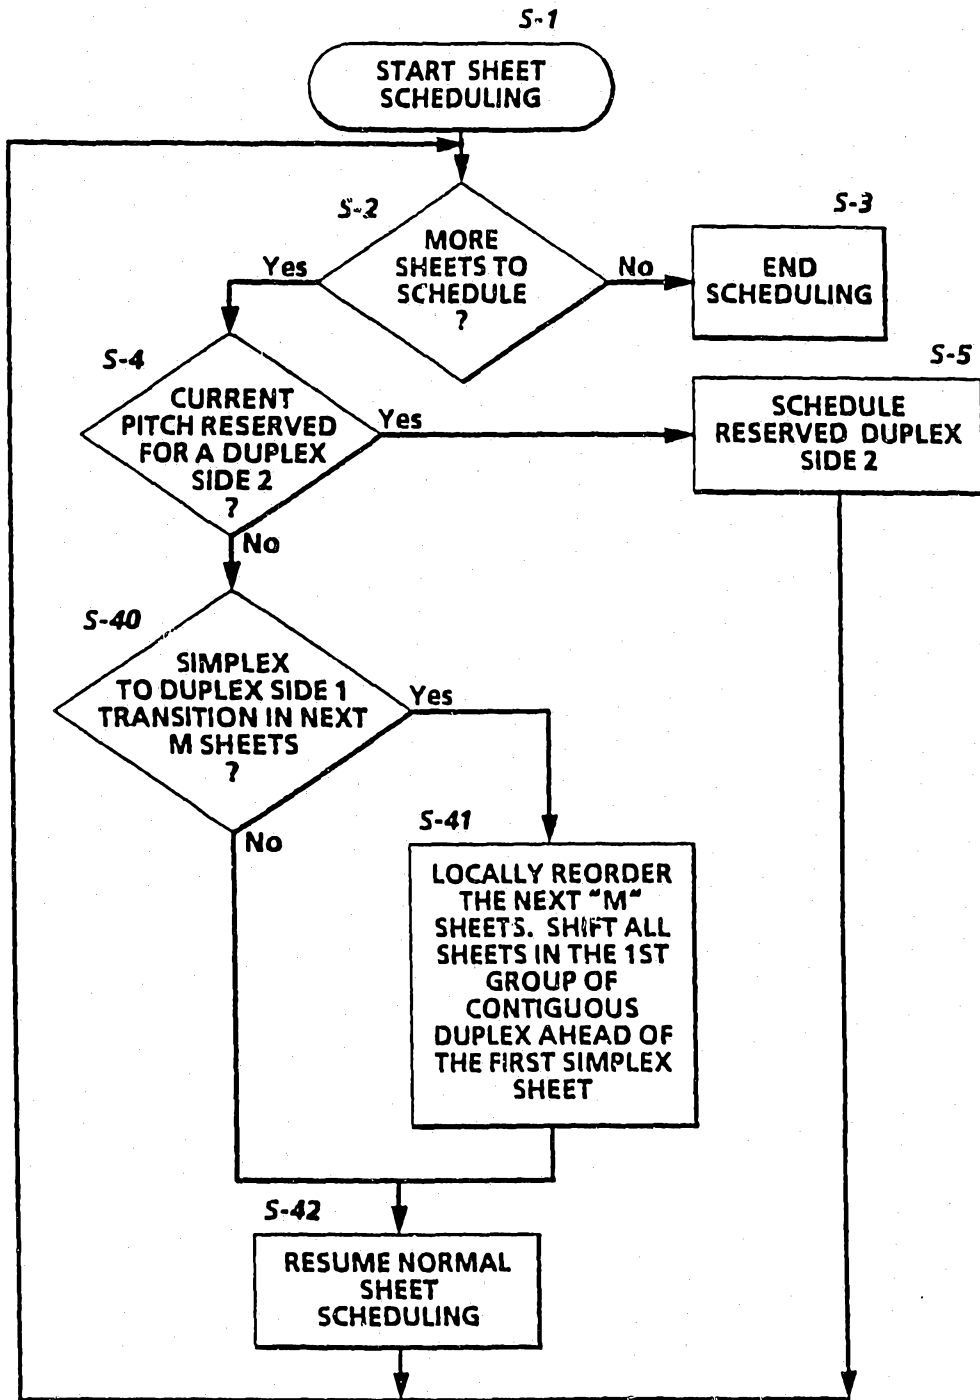 S-1
START SHEET
SCHEDULING
S-2
MORE
SHEETS TO
SCHEDULE
?
Yes
No
S-3
END
SCHEDULING
S-4
CURRENT
PITCH RESERVED
FOR A DUPLEX
SIDE 2
?
Yes
No
S-5
SCHEDULE
RESERVED DUPLEX
SIDE 2
S-40
SIMPLEX
TO DUPLEX SIDE 1
TRANSITION IN NEXT
M SHEETS
?
Yes
No
S-41
LOCALLY REORDER
THE NEXT "M"
SHEETS. SHIFT ALL
SHEETS IN THE 1ST
GROUP OF
CONTIGUOUS
DUPLEX AHEAD OF
THE FIRST SIMPLEX
SHEET
S-42
RESUME NORMAL
SHEET
SCHEDULING